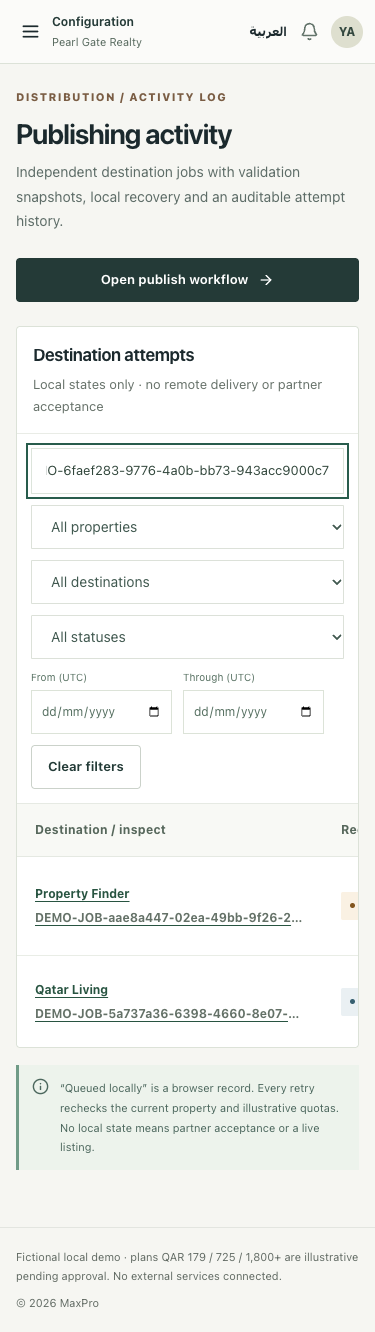 Configuration
Pearl Gate Realty
العربية
YA
DISTRIBUTION / ACTIVITY LOG
Publishing activity
Independent destination jobs with validation
snapshots, local recovery and an auditable attempt
history.
Open publish workflow →
Destination attempts
Local states only · no remote delivery or partner
acceptance
O-6faef283-9776-4a0b-bb73-943acc9000c7
All properties
All destinations
All statuses
From (UTC)
Through (UTC)
dd/mm/yyyy
dd/mm/yyyy
Clear filters
Destination / inspect
Property Finder
DEMO-JOB-aae8a447-02ea-49bb-9f26-2...
Qatar Living
DEMO-JOB-5a737a36-6398-4660-8e07-...
"Queued locally" is a browser record. Every retry
rechecks the current property and illustrative quotas.
No local state means partner acceptance or a live
listing.
Fictional local demo · plans QAR 179 / 725 / 1,800+ are illustrative
pending approval. No external services connected.
© 2026 MaxPro